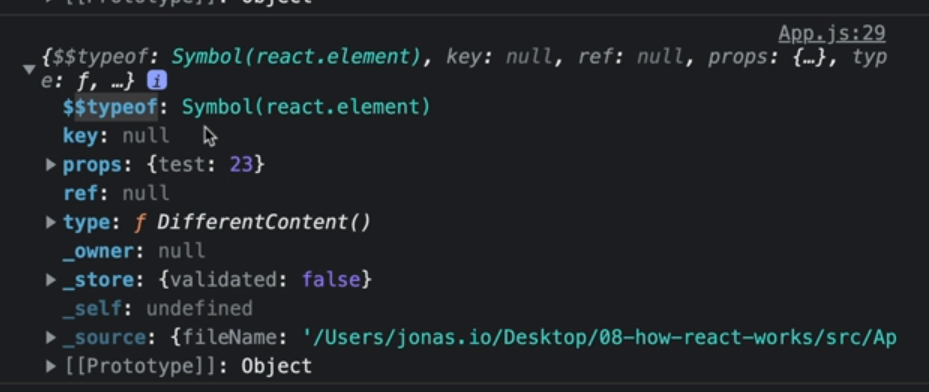 ▸ [[Prototype]]: Object
App.js:29
▼ {$$typeof: Symbol(react.element), key: null, ref: null, props: {…}, typ
e: ƒ, …} i
$$typeof: Symbol(react.element)
key: null
▸ props: {test: 23}
ref: null
▸ type: ƒ DifferentContent()
_owner: null
▸ _store: {validated: false}
_self: undefined
▸ _source: {fileName: '/Users/jonas.io/Desktop/08-how-react-works/src/Ap
▸ [[Prototype]]: Object